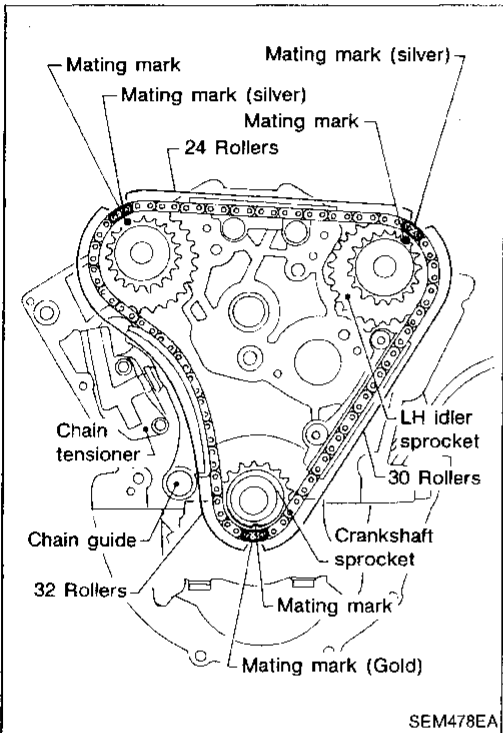 Mating mark (silver)
Mating mark
Mating mark (silver)
Mating mark
24 Rollers
LH idler
sprocket
Chain
tensioner
30 Rollers
Chain guide
Crankshaft
sprocket
32 Rollers
Mating mark
Mating mark (Gold)
SEM478EA